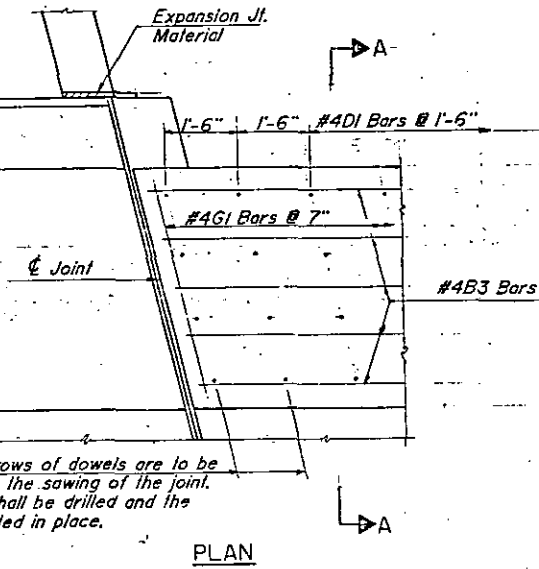 Expansion Jt.
Material
A
1'-6" 1'-6" #4D1 Bars @ 1'-6"
#4G1 Bars @ 7"
℄ Joint
#4B3 Bars
ows of dowels are to be
the sawing of the joint.
hall be drilled and the
led in place.
A
PLAN